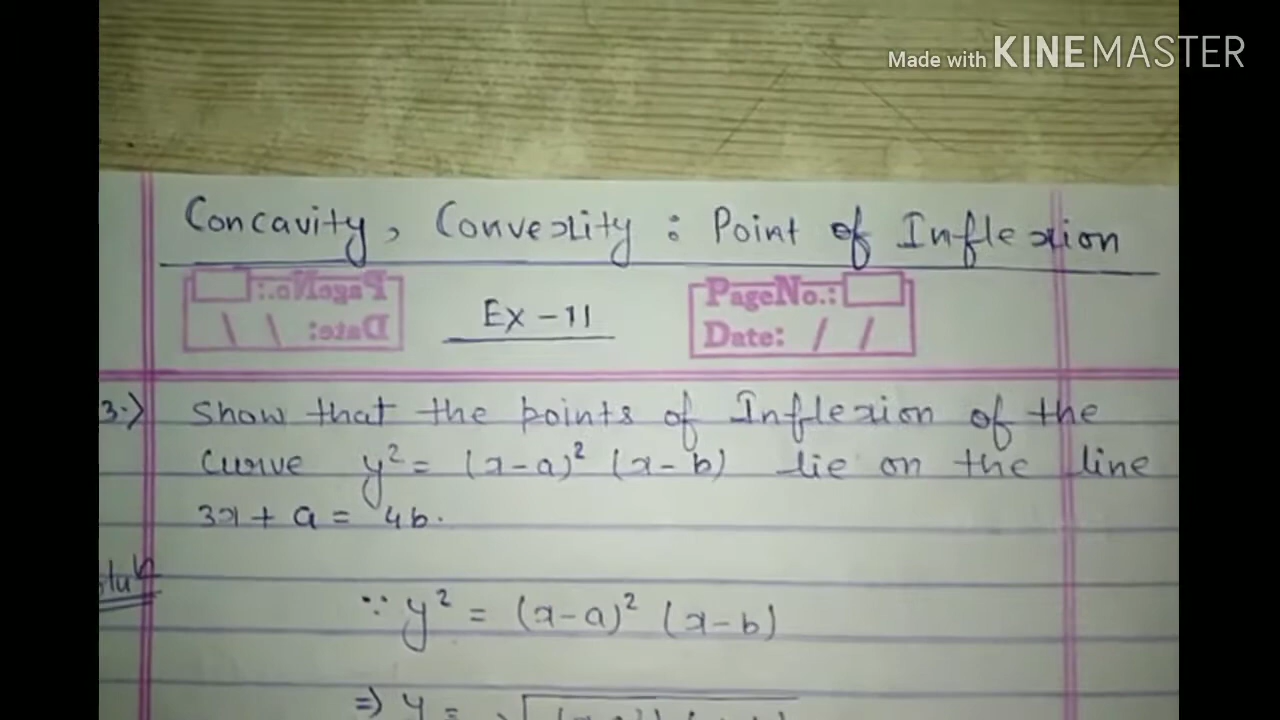 Made with KINEMASTER
Concavity, Convexity : Point of Inflexion
PageNo.:
Date: / /
Ex - 11
PageNo.:
Date: / /
3.) Show that the points of Inflexion of the
curve y² = (x-a)² (x-b) lie on the line
3x + a = 4b.
∵ y² = (x-a)² (x-b)
⇒ y =